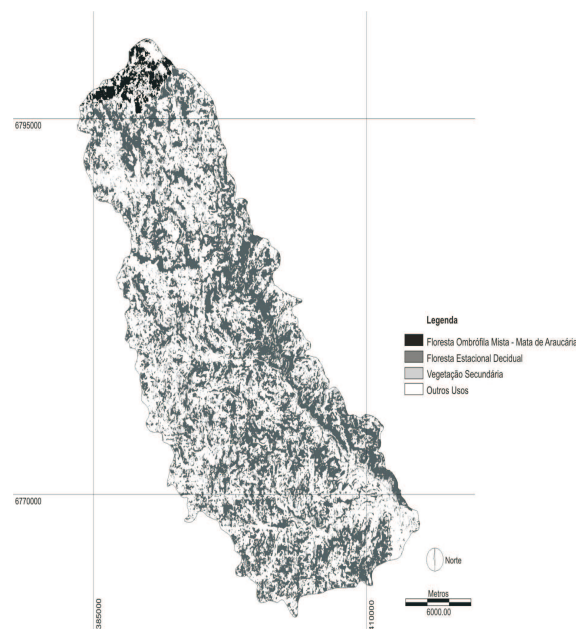 6795000
Legenda
Floresta Ombrófila Mista - Mata de Araucária
Floresta Estacional Decidual
Vegetação Secundária
Outros Usos
6770000
Norte
Metros
6000.00
385000
410000